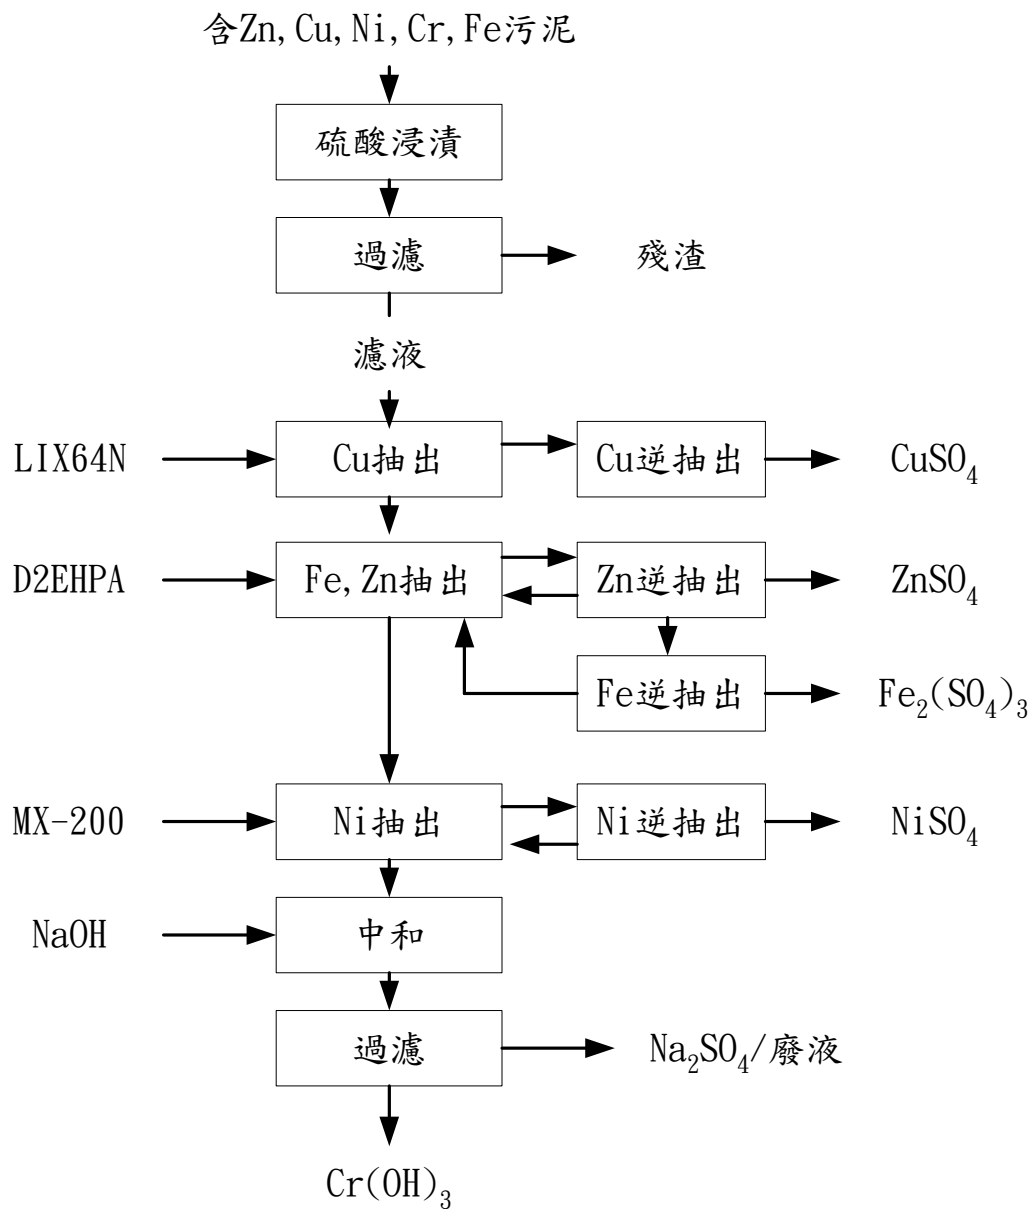 含Zn,Cu,Ni,Cr,Fe污泥
硫酸浸漬
過濾
殘渣
濾液
LIX64N
Cu抽出
Cu逆抽出
CuSO₄
D2EHPA
Fe,Zn抽出
Zn逆抽出
ZnSO₄
Fe逆抽出
Fe₂(SO₄)₃
MX-200
Ni抽出
Ni逆抽出
NiSO₄
NaOH
中和
過濾
Na₂SO₄/廢液
Cr(OH)₃